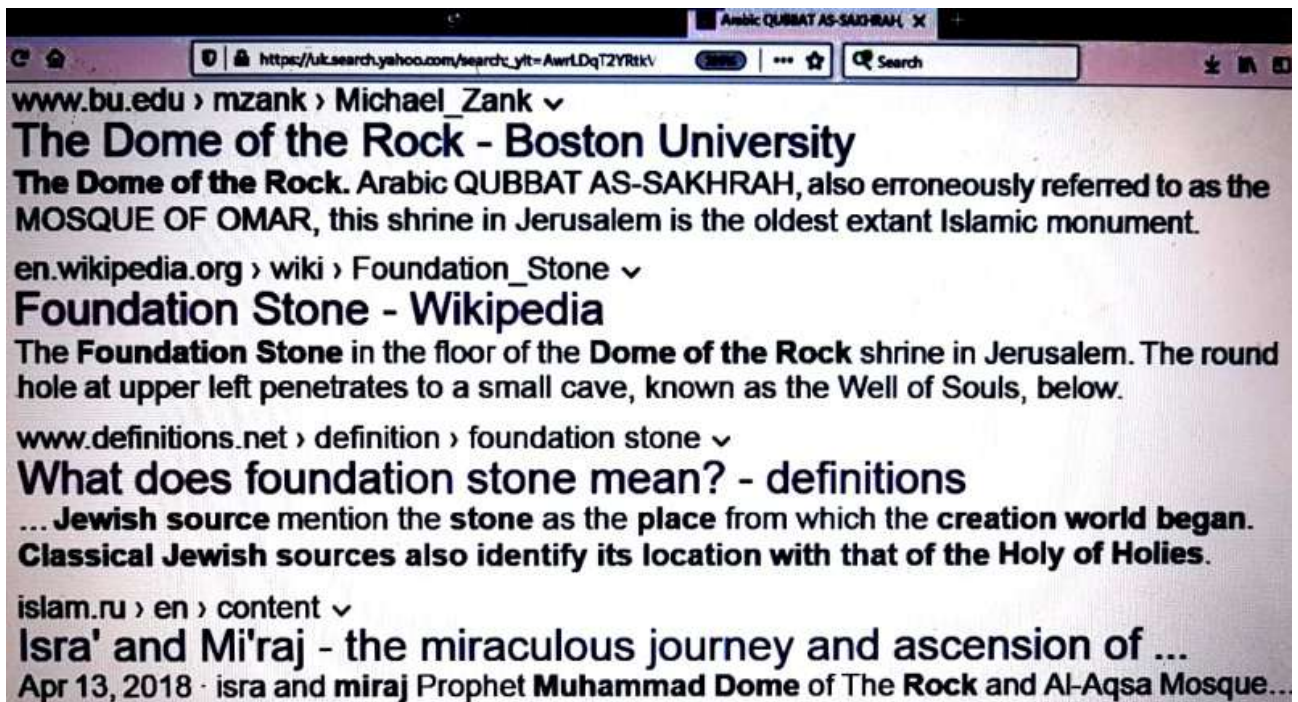 Arabic QUBBAT AS-SAKHRAH,
https://uk.search.yahoo.com/search;_ylt=AwrLDqT2YRtkV
Search
www.bu.edu › mzank › Michael_Zank
The Dome of the Rock - Boston University
The Dome of the Rock. Arabic QUBBAT AS-SAKHRAH, also erroneously referred to as the
MOSQUE OF OMAR, this shrine in Jerusalem is the oldest extant Islamic monument.
en.wikipedia.org › wiki › Foundation_Stone
Foundation Stone - Wikipedia
The Foundation Stone in the floor of the Dome of the Rock shrine in Jerusalem. The round
hole at upper left penetrates to a small cave, known as the Well of Souls, below.
www.definitions.net › definition › foundation stone
What does foundation stone mean? - definitions
... Jewish source mention the stone as the place from which the creation world began.
Classical Jewish sources also identify its location with that of the Holy of Holies.
islam.ru › en › content
Isra' and Mi'raj - the miraculous journey and ascension of ...
Apr 13, 2018 · isra and miraj Prophet Muhammad Dome of The Rock and Al-Aqsa Mosque...